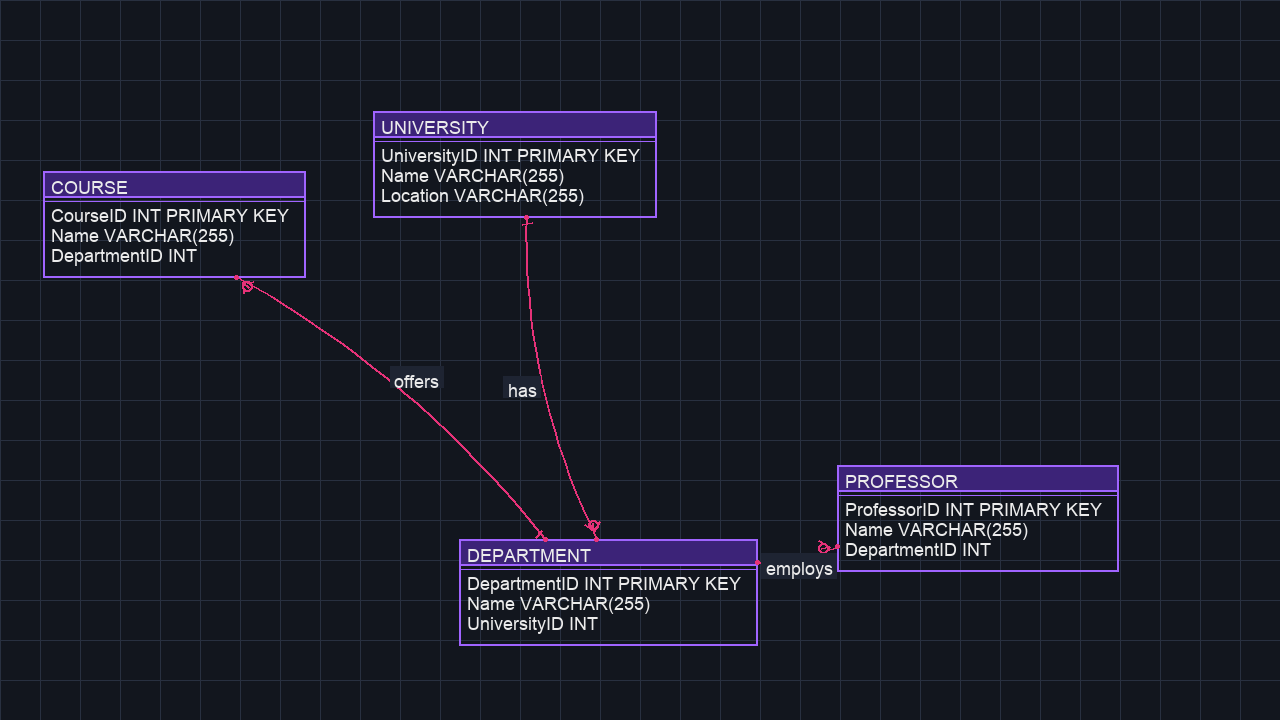 UNIVERSITY
UniversityID INT PRIMARY KEY
Name VARCHAR(255)
Location VARCHAR(255)
COURSE
CourseID INT PRIMARY KEY
Name VARCHAR(255)
DepartmentID INT
offers
has
PROFESSOR
ProfessorID INT PRIMARY KEY
Name VARCHAR(255)
DepartmentID INT
employs
DEPARTMENT
DepartmentID INT PRIMARY KEY
Name VARCHAR(255)
UniversityID INT